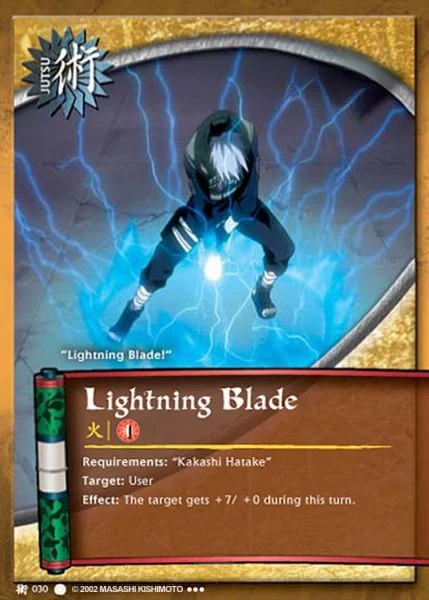 JUTSU 術
"Lightning Blade!"
Lightning Blade
火 1
Requirements: "Kakashi Hatake"
Target: User
Effect: The target gets +7/ +0 during this turn.
術 030 © 2002 MASASHI KISHIMOTO